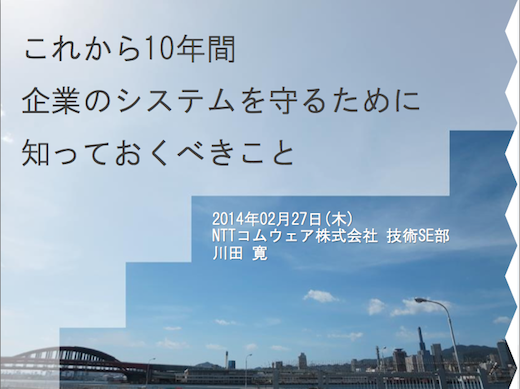 これから10年間
企業のシステムを守るために
知っておくべきこと
2014年02月27日(木)
NTTコムウェア株式会社 技術SE部
川田 寛